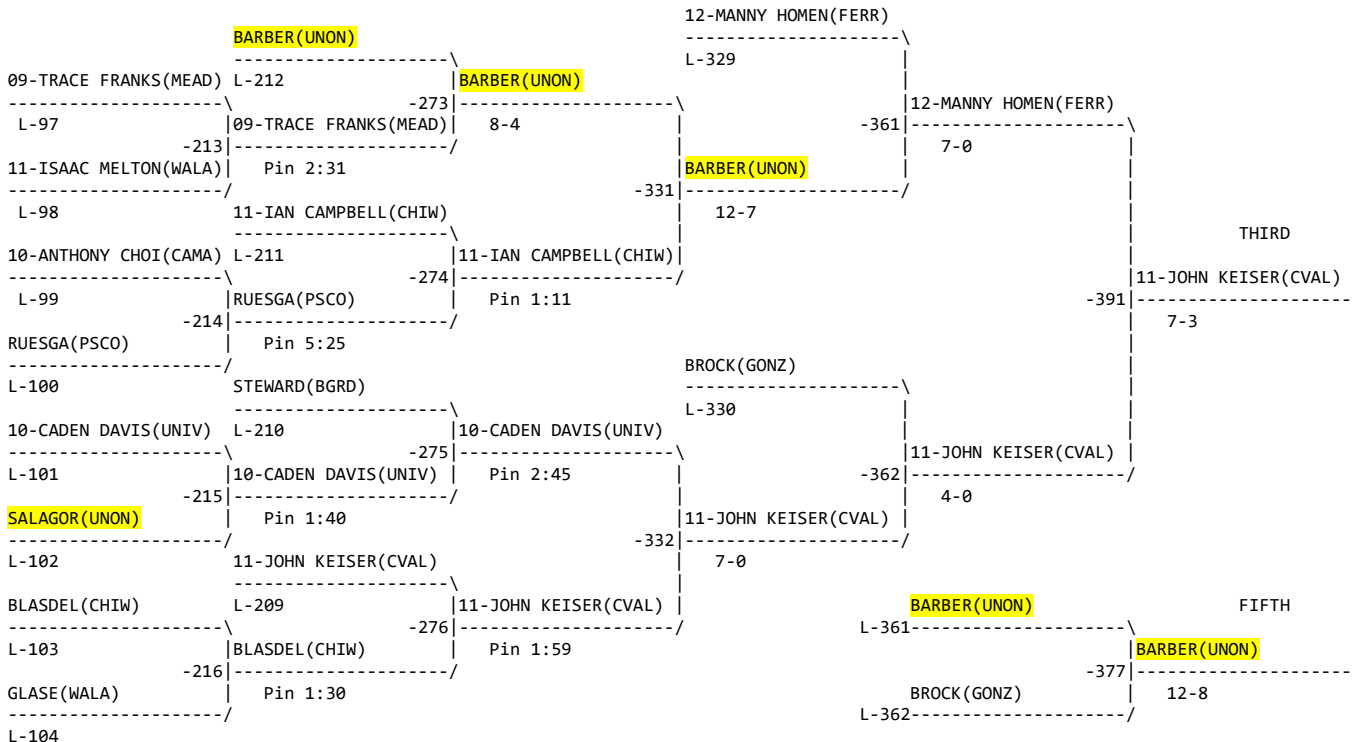 12-MANNY HOMEN(FERR)
BARBER(UNON) ---------------------\
---------------------\ L-329 |
09-TRACE FRANKS(MEAD) L-212 |BARBER(UNON) |
---------------------\ -273|---------------------\ |12-MANNY HOMEN(FERR)
L-97 |09-TRACE FRANKS(MEAD)| 8-4 | -361|---------------------\
-213|---------------------/ | | 7-0 |
11-ISAAC MELTON(WALA)| Pin 2:31 |BARBER(UNON) | |
---------------------/ -331|---------------------/ |
L-98 11-IAN CAMPBELL(CHIW) | 12-7 |
---------------------\ | | THIRD
10-ANTHONY CHOI(CAMA) L-211 |11-IAN CAMPBELL(CHIW)| |
---------------------\ -274|---------------------/ |11-JOHN KEISER(CVAL)
L-99 |RUESGA(PSCO) | Pin 1:11 -391|---------------------
-214|---------------------/ | 7-3
RUESGA(PSCO) | Pin 5:25 |
---------------------/ BROCK(GONZ) |
L-100 STEWARD(BGRD) ---------------------\ |
---------------------\ L-330 | |
10-CADEN DAVIS(UNIV) L-210 |10-CADEN DAVIS(UNIV) | |
---------------------\ -275|---------------------\ |11-JOHN KEISER(CVAL) |
L-101 |10-CADEN DAVIS(UNIV) | Pin 2:45 | -362|---------------------/
-215|---------------------/ | | 4-0
SALAGOR(UNON) | Pin 1:40 |11-JOHN KEISER(CVAL) |
---------------------/ -332|---------------------/
L-102 11-JOHN KEISER(CVAL) | 7-0
---------------------\ |
BLASDEL(CHIW) L-209 |11-JOHN KEISER(CVAL) | BARBER(UNON) FIFTH
---------------------\ -276|---------------------/ L-361---------------------\
L-103 |BLASDEL(CHIW) | Pin 1:59 |BARBER(UNON)
-216|---------------------/ -377|---------------------
GLASE(WALA) | Pin 1:30 BROCK(GONZ) | 12-8
---------------------/ L-362---------------------/
L-104